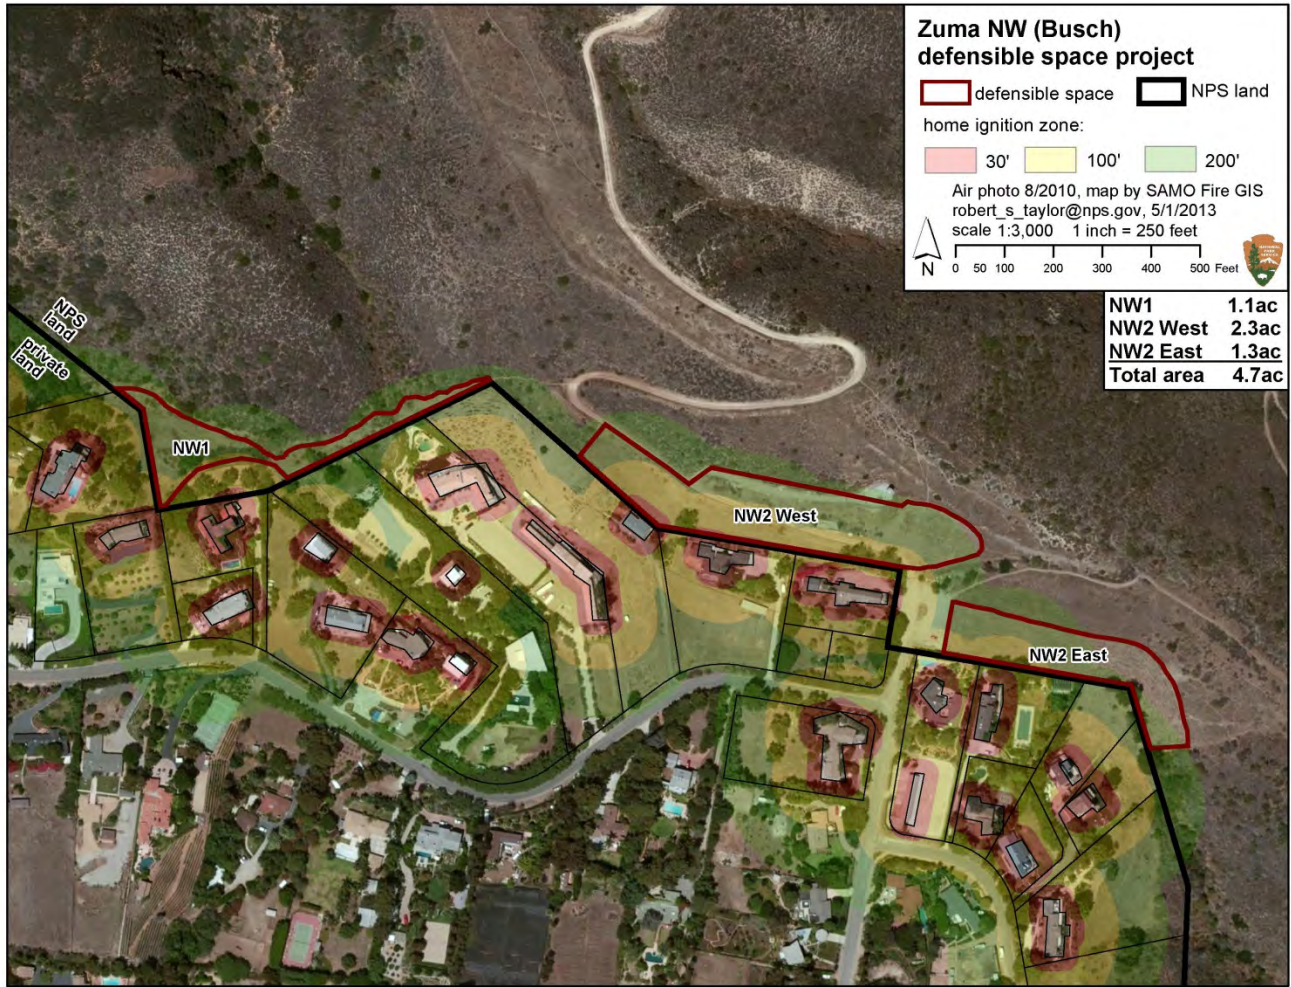 Zuma NW (Busch)
defensible space project
defensible space NPS land
home ignition zone:
30' 100' 200'
Air photo 8/2010, map by SAMO Fire GIS
robert_s_taylor@nps.gov, 5/1/2013
scale 1:3,000 1 inch = 250 feet
N 0 50 100 200 300 400 500 Feet
NW1 1.1ac
NW2 West 2.3ac
NW2 East 1.3ac
Total area 4.7ac
NPS
land
private
land
NW1
NW2 West
NW2 East